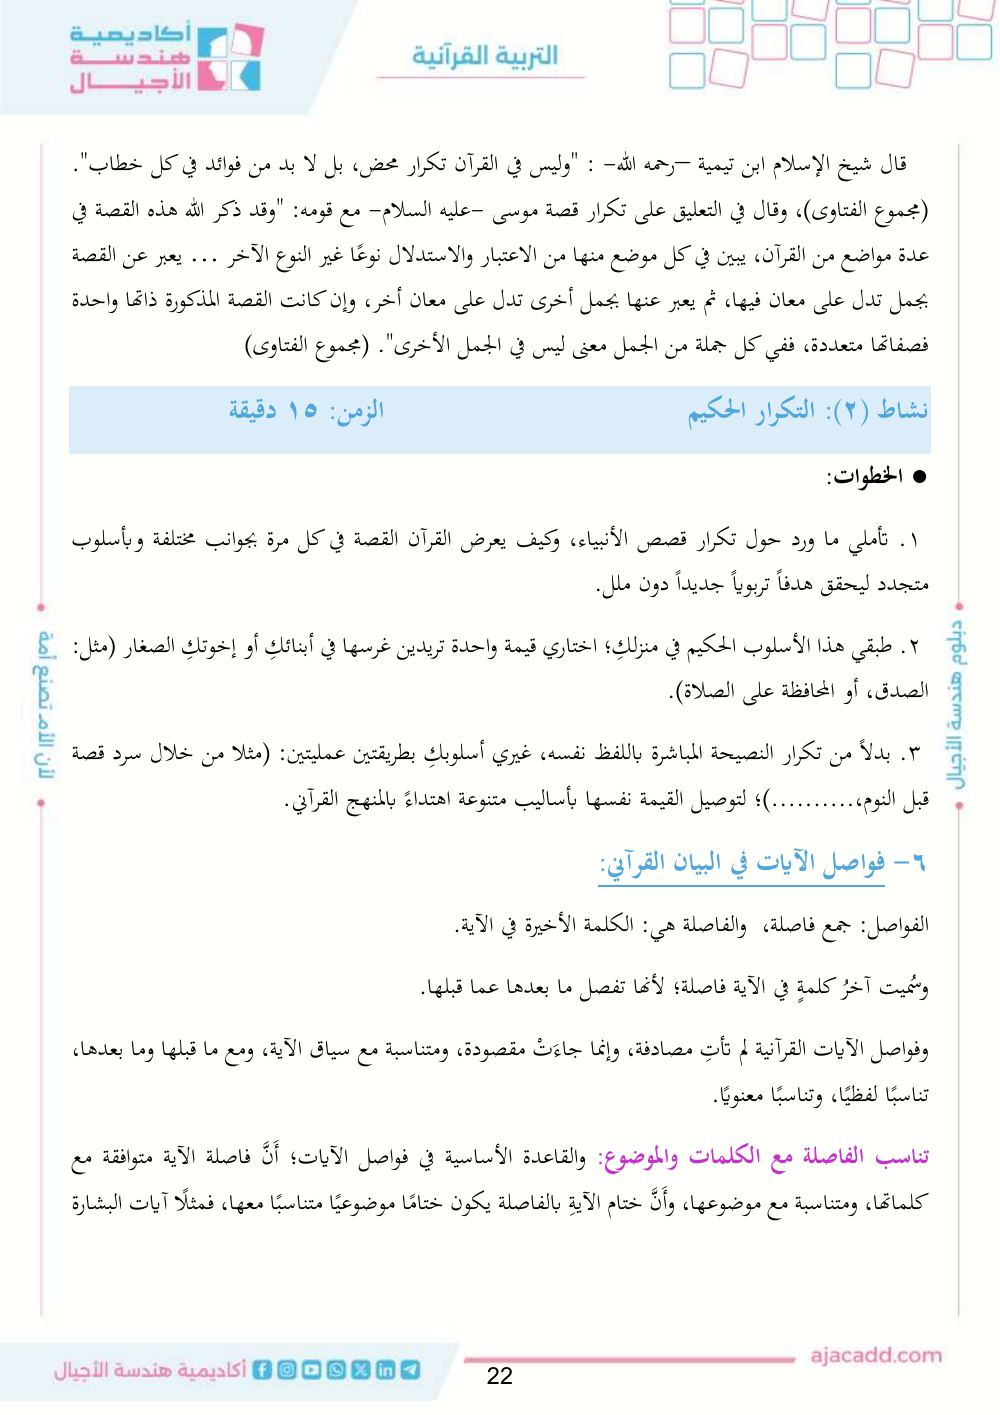 أكاديمية
هندسة
الأجيال
التربية القرآنية
قال شيخ الإسلام ابن تيمية –رحمه الله- : "وليس في القرآن تكرار محض، بل لا بد من فوائد في كل خطاب".
(مجموع الفتاوى)، وقال في التعليق على تكرار قصة موسى -عليه السلام- مع قومه: "وقد ذكر الله هذه القصة في
عدة مواضع من القرآن، يبين في كل موضع منها من الاعتبار والاستدلال نوعًا غير النوع الآخر ... يعبر عن القصة
بجمل تدل على معان فيها، ثم يعبر عنها بجمل أخرى تدل على معان أخر، وإن كانت القصة المذكورة ذاتها واحدة
فصفاتها متعددة، ففي كل جملة من الجمل معنى ليس في الجمل الأخرى". (مجموع الفتاوى)
نشاط (٢): التكرار الحكيم الزمن: ١٥ دقيقة
● الخطوات:
١. تأملي ما ورد حول تكرار قصص الأنبياء، وكيف يعرض القرآن القصة في كل مرة بجوانب مختلفة وبأسلوب
متجدد ليحقق هدفاً تربوياً جديداً دون ملل.
٢. طبقي هذا الأسلوب الحكيم في منزلكِ؛ اختاري قيمة واحدة تريدين غرسها في أبنائكِ أو إخوتكِ الصغار (مثل:
الصدق، أو المحافظة على الصلاة).
٣. بدلاً من تكرار النصيحة المباشرة باللفظ نفسه، غيري أسلوبكِ بطريقتين عمليتين: (مثلا من خلال سرد قصة
قبل النوم،..........)؛ لتوصيل القيمة نفسها بأساليب متنوعة اهتداءً بالمنهج القرآني.
٦- فواصل الآيات في البيان القرآني:
الفواصل: جمع فاصلة، والفاصلة هي: الكلمة الأخيرة في الآية.
وسُميت آخرُ كلمةٍ في الآية فاصلة؛ لأنها تفصل ما بعدها عما قبلها.
وفواصل الآيات القرآنية لم تأتِ مصادفة، وإنما جاءَتْ مقصودة، ومتناسبة مع سياق الآية، ومع ما قبلها وما بعدها،
تناسبًا لفظيًا، وتناسبًا معنويًا.
تناسب الفاصلة مع الكلمات والموضوع: والقاعدة الأساسية في فواصل الآيات؛ أَنَّ فاصلة الآية متوافقة مع
كلماتها، ومتناسبة مع موضوعها، وأَنَّ ختام الآيةِ بالفاصلة يكون ختامًا موضوعيًا متناسبًا معها، فمثلًا آيات البشارة
دبلوم هندسة الأجيال
لأن الأم تصنع أمة
ajacadd.com
22
أكاديمية هندسة الأجيال